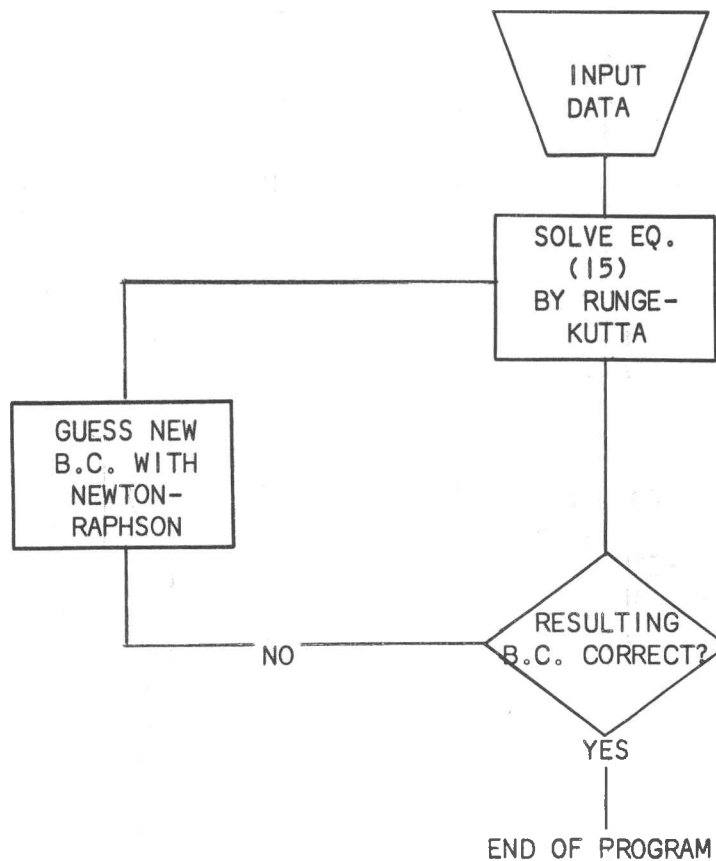 INPUT
DATA
SOLVE EQ.
(15)
BY RUNGE-
KUTTA
GUESS NEW
B.C. WITH
NEWTON-
RAPHSON
RESULTING
B.C. CORRECT?
NO
YES
END OF PROGRAM